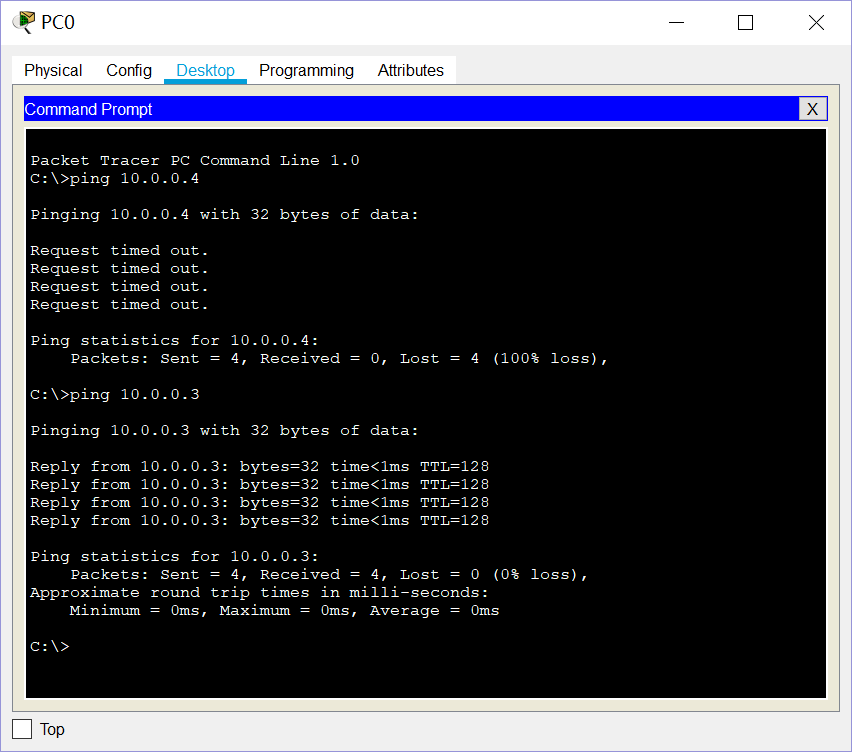 PC0
Physical Config Desktop Programming Attributes
Command Prompt X
Packet Tracer PC Command Line 1.0
C:\>ping 10.0.0.4
Pinging 10.0.0.4 with 32 bytes of data:
Request timed out.
Request timed out.
Request timed out.
Request timed out.
Ping statistics for 10.0.0.4:
    Packets: Sent = 4, Received = 0, Lost = 4 (100% loss),
C:\>ping 10.0.0.3
Pinging 10.0.0.3 with 32 bytes of data:
Reply from 10.0.0.3: bytes=32 time<1ms TTL=128
Reply from 10.0.0.3: bytes=32 time<1ms TTL=128
Reply from 10.0.0.3: bytes=32 time<1ms TTL=128
Reply from 10.0.0.3: bytes=32 time<1ms TTL=128
Ping statistics for 10.0.0.3:
    Packets: Sent = 4, Received = 4, Lost = 0 (0% loss),
Approximate round trip times in milli-seconds:
    Minimum = 0ms, Maximum = 0ms, Average = 0ms
C:\>
Top